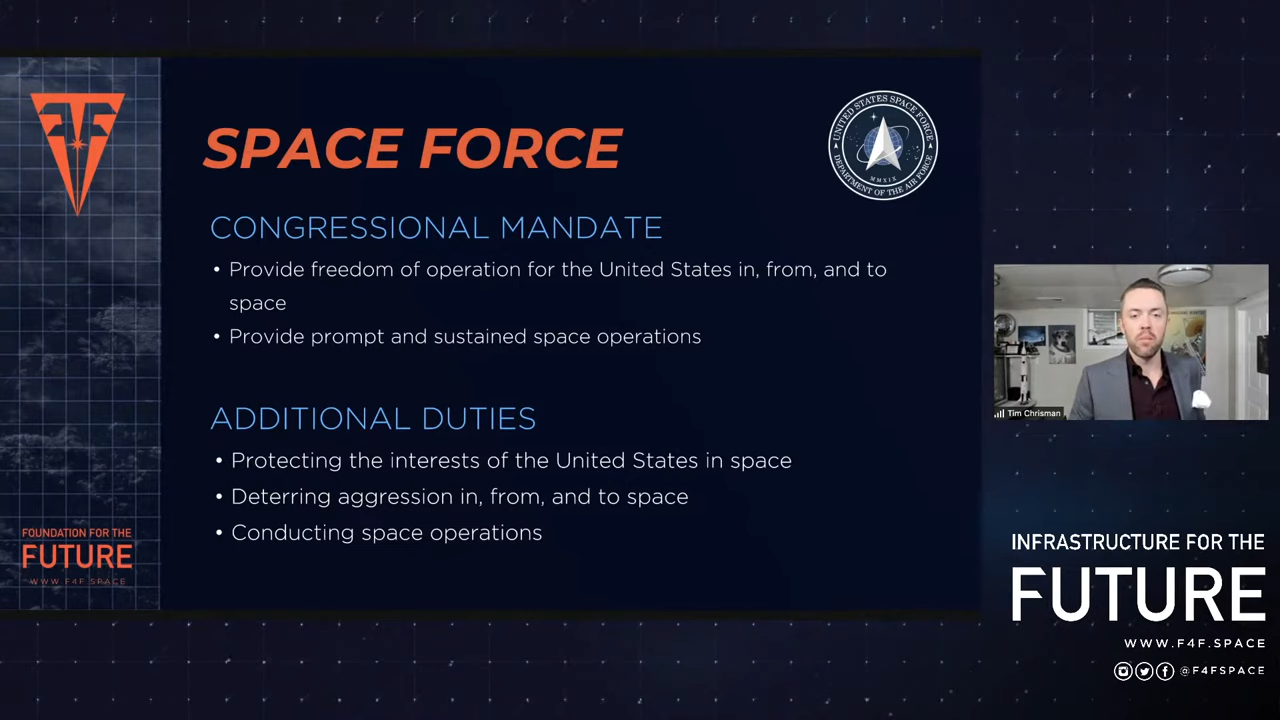 SPACE FORCE
UNITED STATES SPACE FORCE
DEPARTMENT OF THE AIR FORCE
MMXIX
CONGRESSIONAL MANDATE
• Provide freedom of operation for the United States in, from, and to
space
• Provide prompt and sustained space operations
ADDITIONAL DUTIES
• Protecting the interests of the United States in space
• Deterring aggression in, from, and to space
• Conducting space operations
FOUNDATION FOR THE
FUTURE
WWW.F4F.SPACE
Tim Chrisman
INFRASTRUCTURE FOR THE
FUTURE
WWW.F4F.SPACE
@F4FSPACE